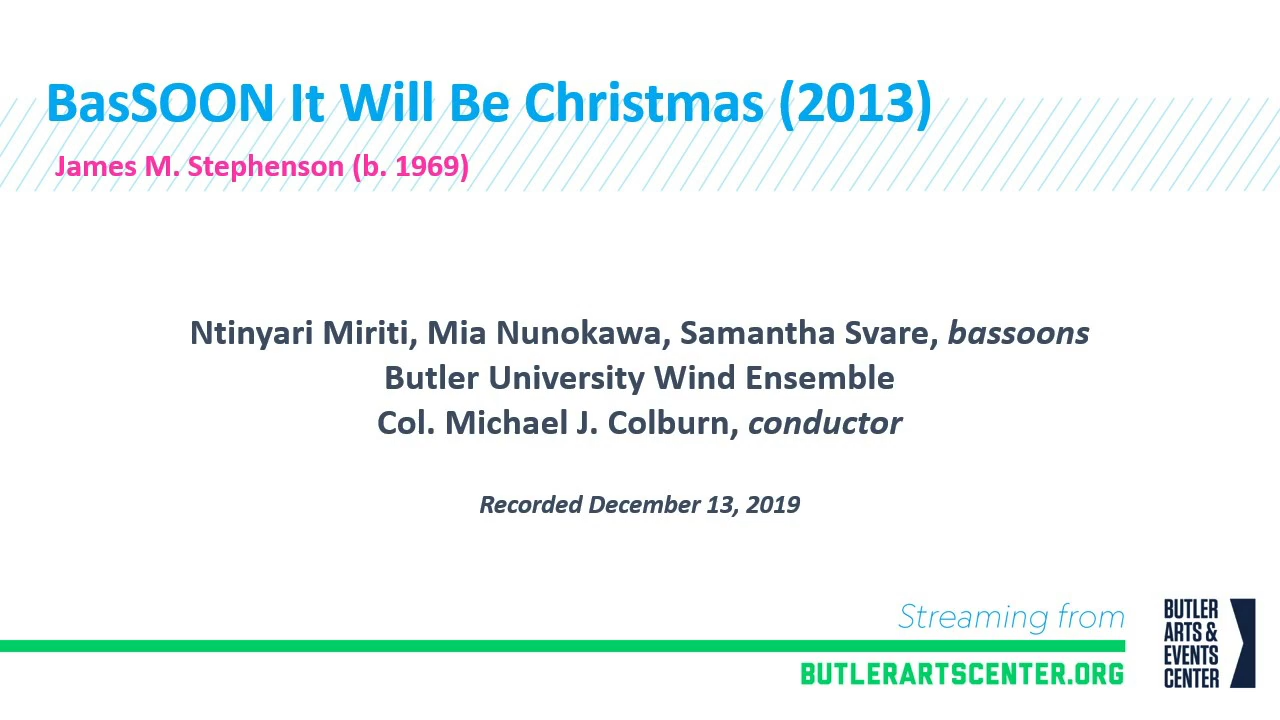 BasSOON It Will Be Christmas (2013)
James M. Stephenson (b. 1969)
Ntinyari Miriti, Mia Nunokawa, Samantha Svare, bassoons
Butler University Wind Ensemble
Col. Michael J. Colburn, conductor
Recorded December 13, 2019
Streaming from
BUTLERARTSCENTER.ORG
BUTLER
ARTS &
EVENTS
CENTER